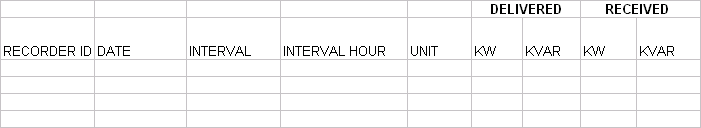 DELIVERED RECEIVED
RECORDER ID DATE INTERVAL INTERVAL HOUR UNIT KW KVAR KW KVAR